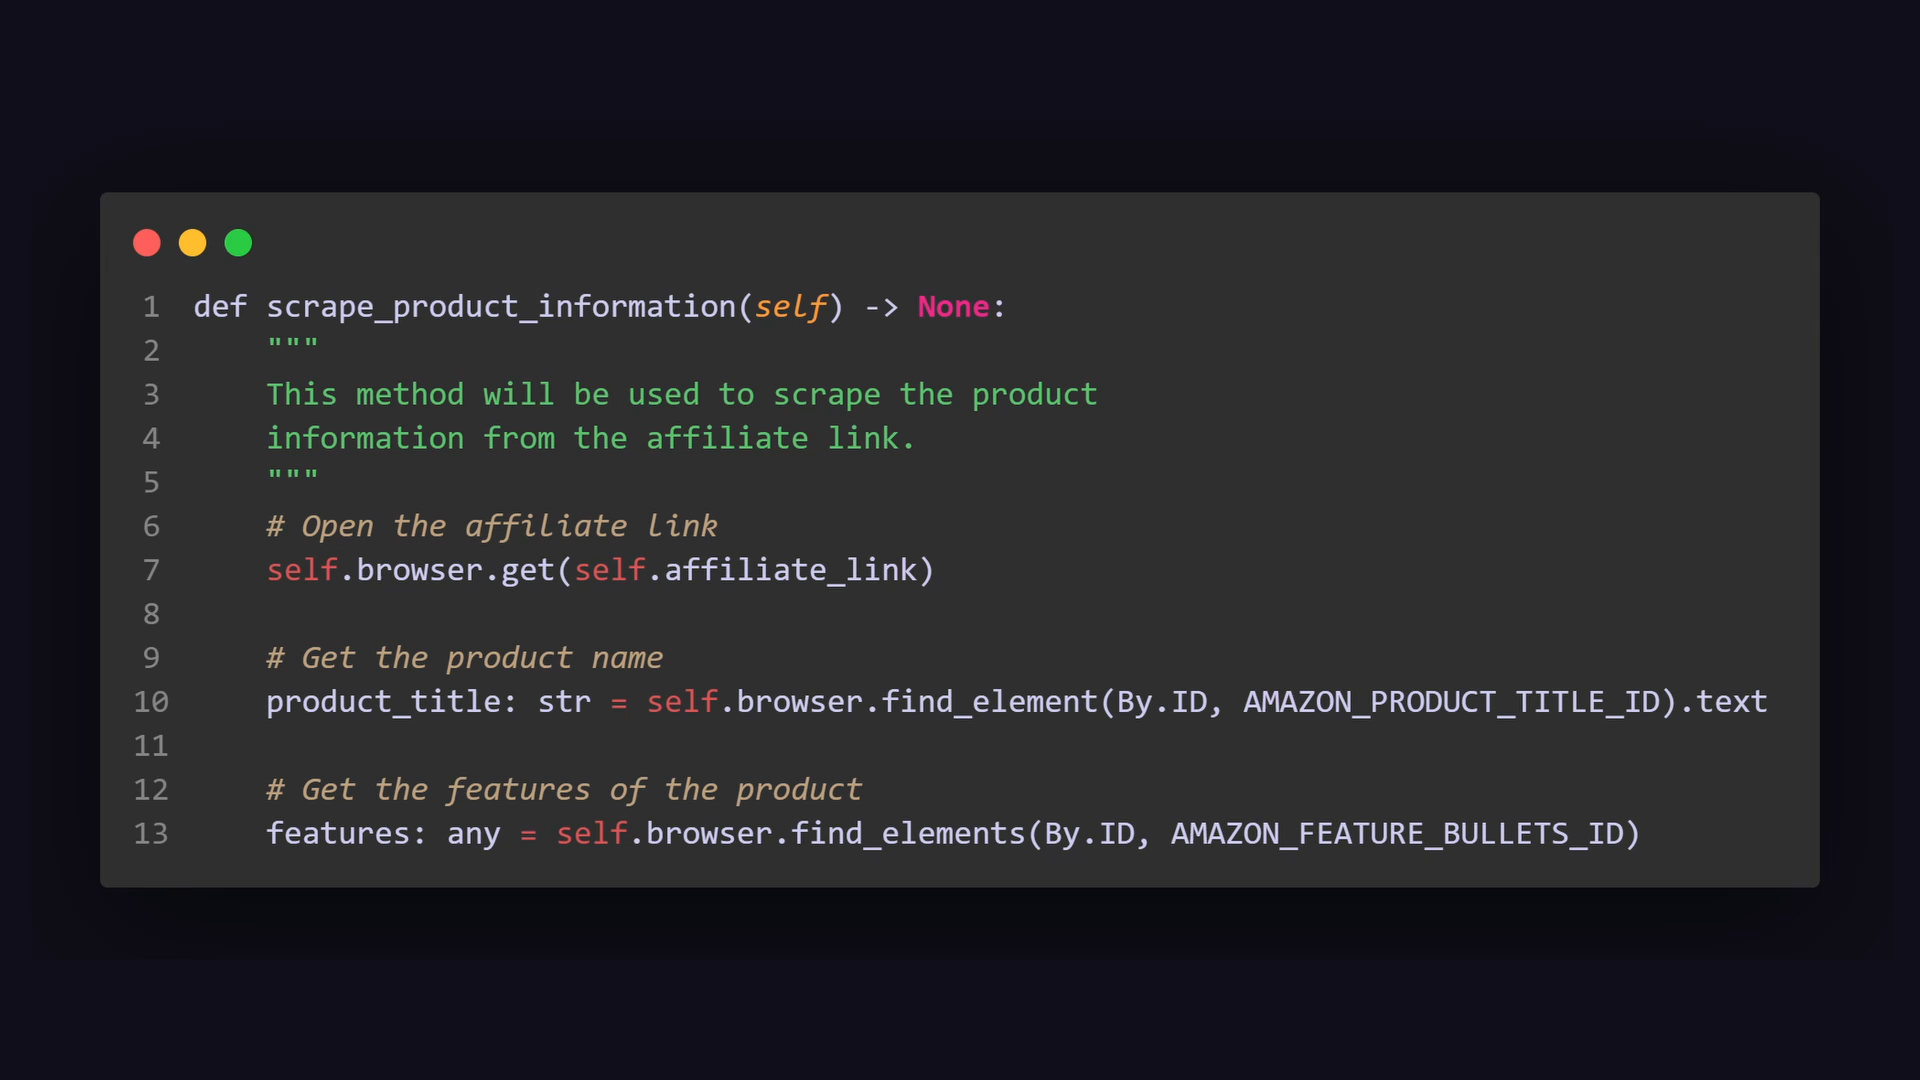 1 def scrape_product_information(self) -> None:
2     """
3     This method will be used to scrape the product
4     information from the affiliate link.
5     """
6     # Open the affiliate link
7     self.browser.get(self.affiliate_link)
8
9     # Get the product name
10     product_title: str = self.browser.find_element(By.ID, AMAZON_PRODUCT_TITLE_ID).text
11
12     # Get the features of the product
13     features: any = self.browser.find_elements(By.ID, AMAZON_FEATURE_BULLETS_ID)